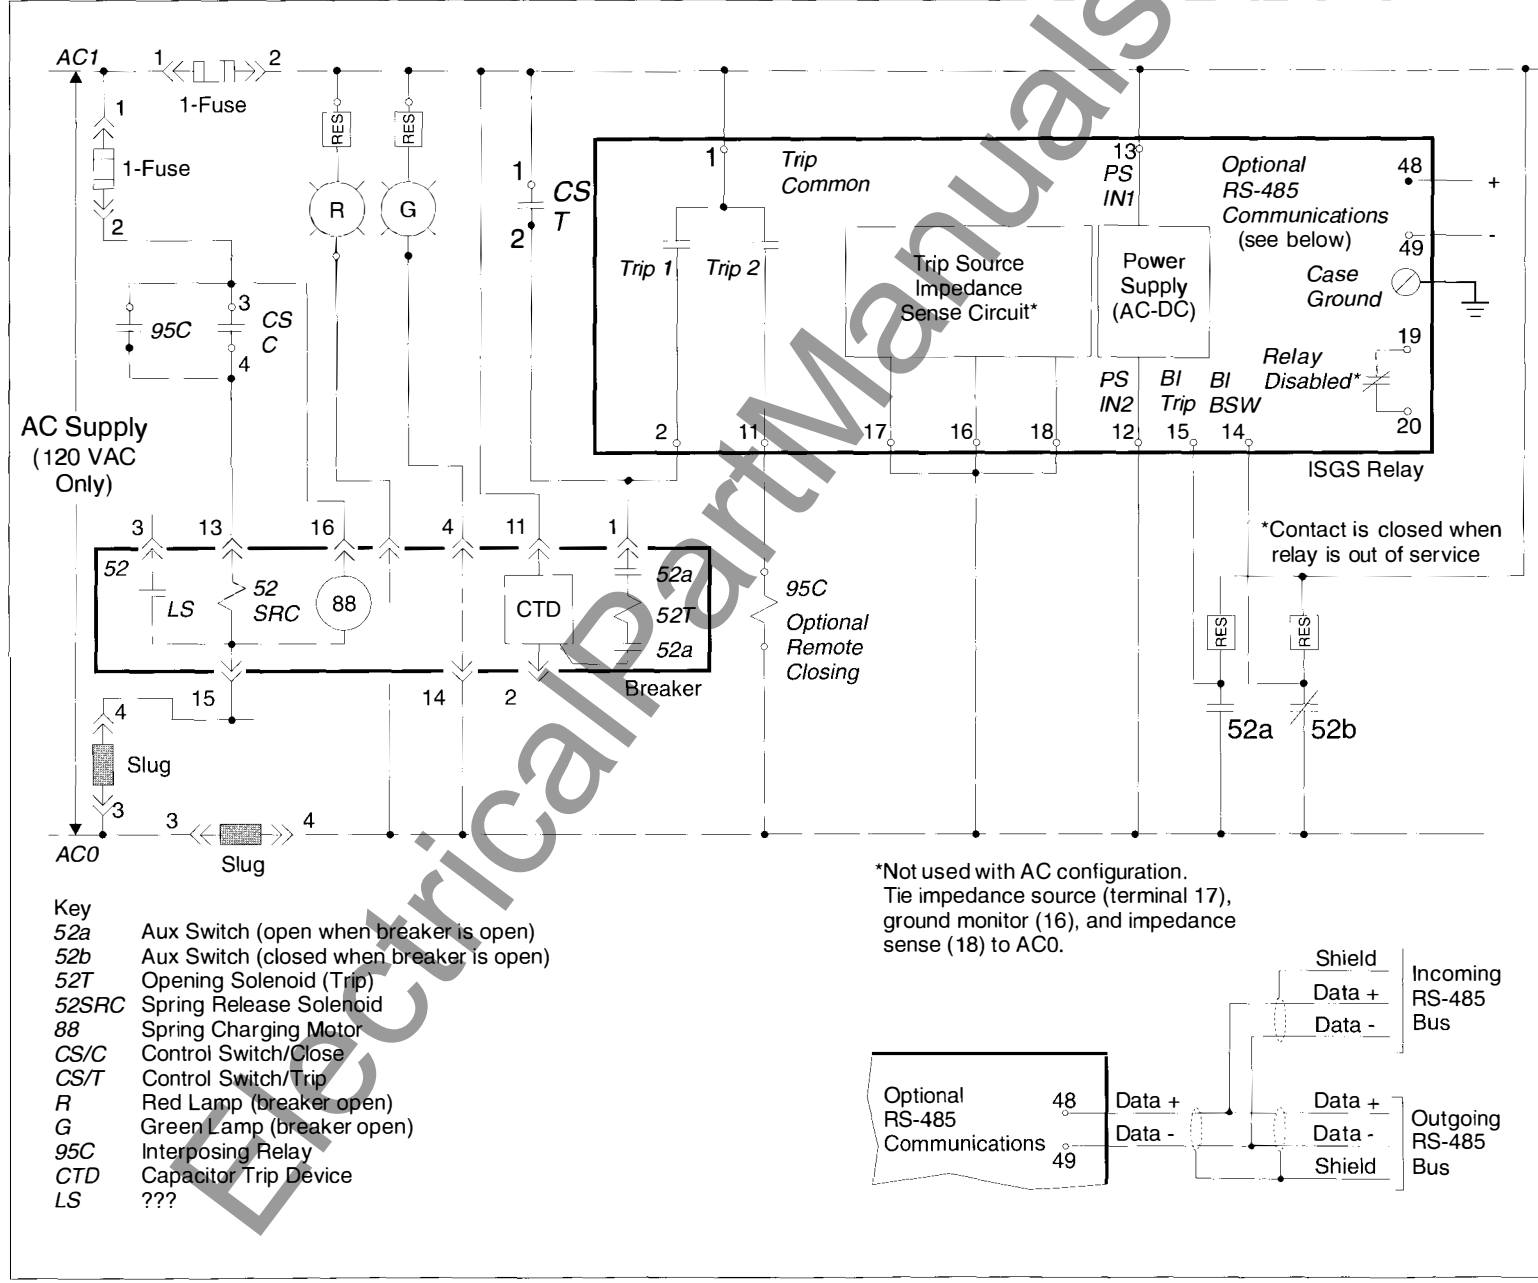 AC1
1
2
1-Fuse
1
1-Fuse
2
RES
RES
R
G
1
CS
T
2
3
95C
CS
C
4
AC Supply
(120 VAC
Only)
1
Trip
Common
13
PS
IN1
Optional
RS-485
Communications
(see below)
48
+
49
-
Trip 1
Trip 2
Trip Source
Impedance
Sense Circuit*
Power
Supply
(AC-DC)
Case
Ground
19
Relay
Disabled*
20
PS
IN2
BI
Trip
BI
BSW
2
11
17
16
18
12
15
14
ISGS Relay
*Contact is closed when
relay is out of service
3
13
16
4
11
1
52
LS
52
SRC
88
CTD
52a
52T
52a
15
14
2
Breaker
95C
Optional
Remote
Closing
RES
RES
52a
52b
4
Slug
3
3
4
Slug
AC0
*Not used with AC configuration.
Tie impedance source (terminal 17),
ground monitor (16), and impedance
sense (18) to AC0.
Key
52a Aux Switch (open when breaker is open)
52b Aux Switch (closed when breaker is open)
52T Opening Solenoid (Trip)
52SRC Spring Release Solenoid
88 Spring Charging Motor
CS/C Control Switch/Close
CS/T Control Switch/Trip
R Red Lamp (breaker open)
G Green Lamp (breaker open)
95C Interposing Relay
CTD Capacitor Trip Device
LS ???
Shield
Data +
Data -
Incoming
RS-485
Bus
Optional
RS-485
Communications
48
49
Data +
Data -
Data +
Data -
Shield
Outgoing
RS-485
Bus
ElectricalPartManuals